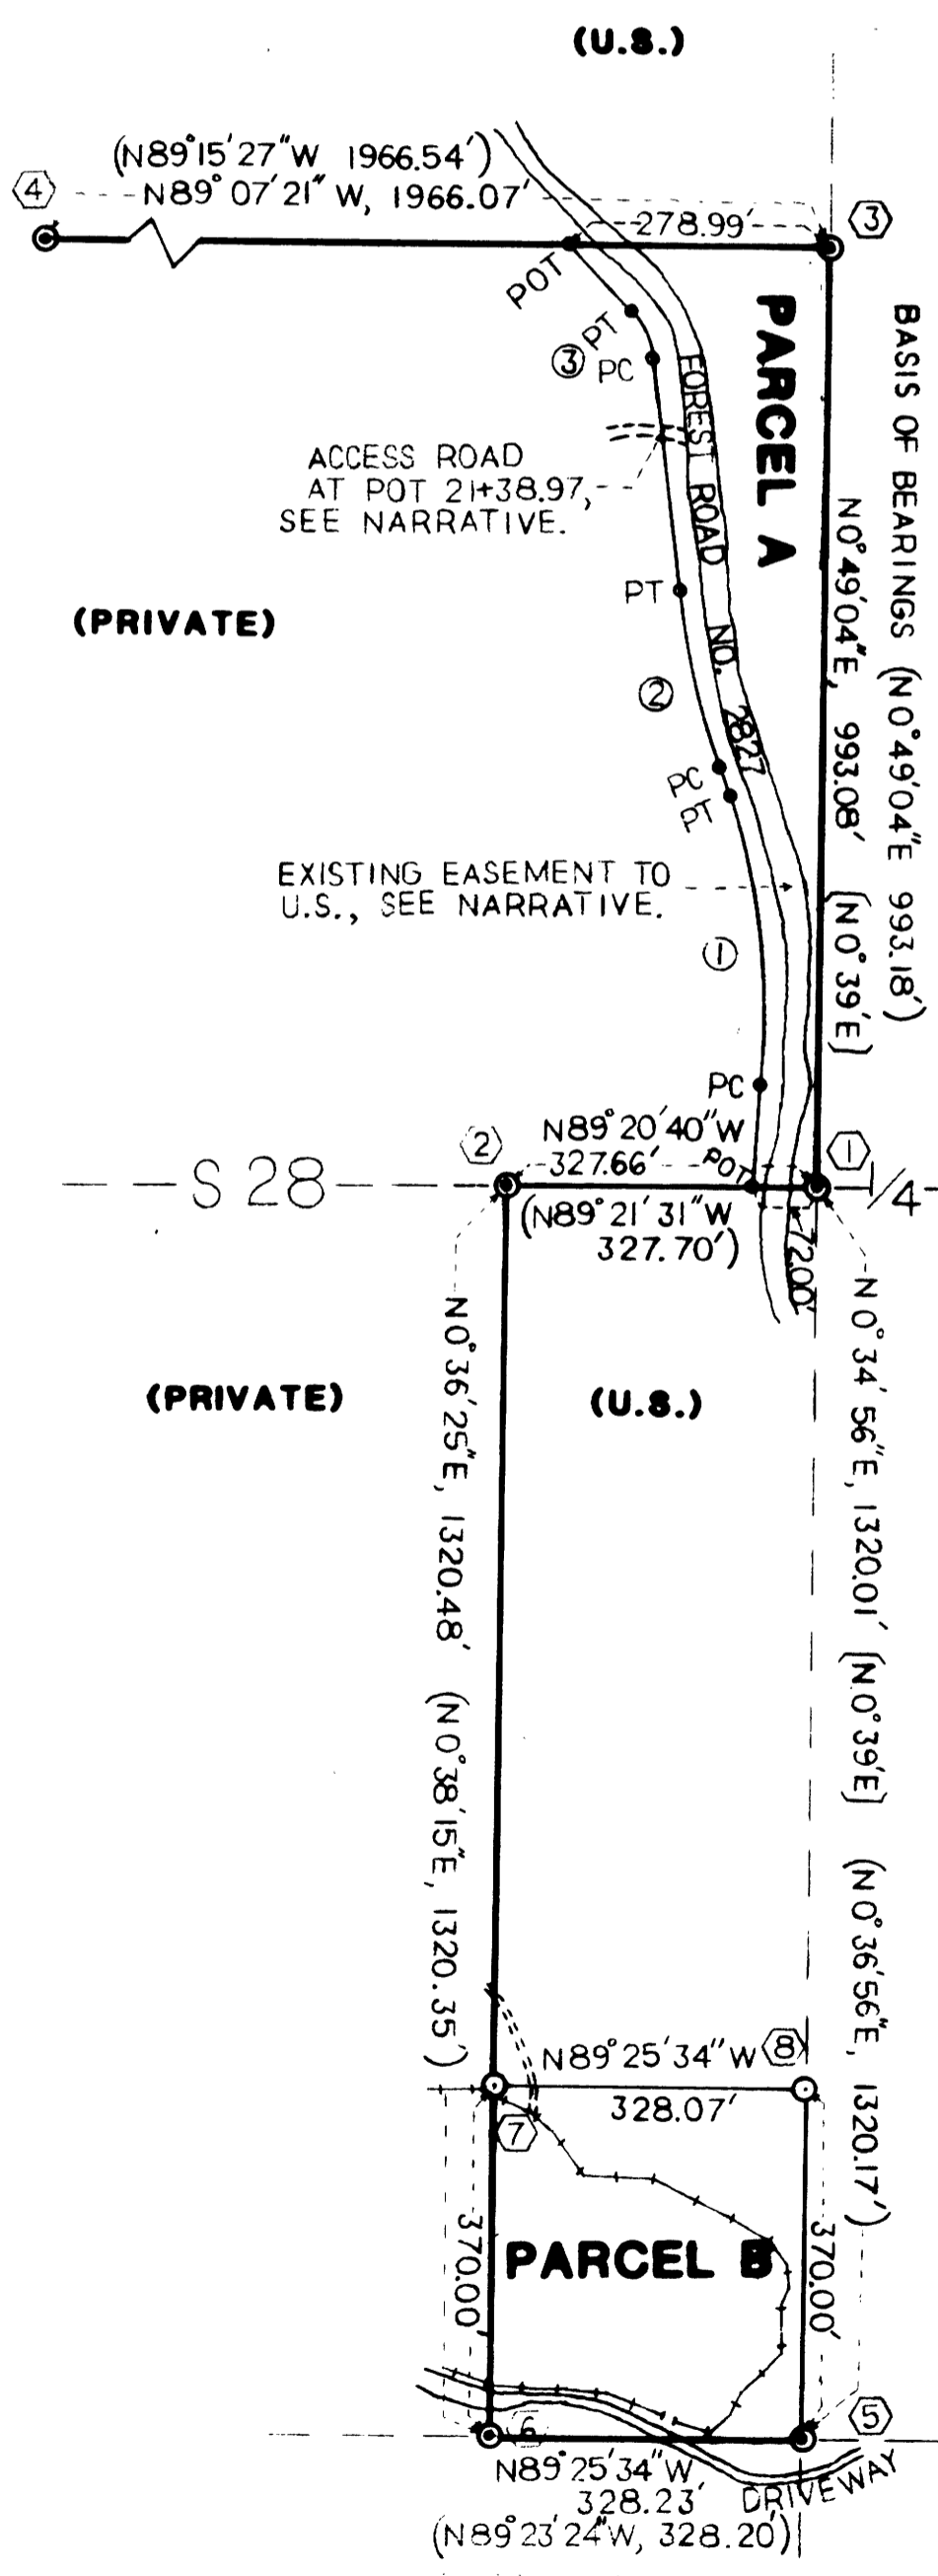 (U.S.)
(N89°15'27"W 1966.54')
N89°07'21"W, 1966.07'
4
278.99'
3
POT
PT
3
PC
PARCEL A
BASIS OF BEARINGS (N0°49'04"E 993.18')
N0°49'04"E, 993.08' [N0°39'E]
FOREST ROAD NO. 2827
ACCESS ROAD
AT POT 21+38.97,
SEE NARRATIVE.
PT
(PRIVATE)
2
PC
PT
EXISTING EASEMENT TO
U.S., SEE NARRATIVE.
1
PC
2
N89°20'40"W
327.66'
POT
1
S 28
1/4
(N89°21'31"W
327.70')
72.00'
N0°36'25"E, 1320.48' (N0°38'15"E, 1320.35')
N0°34'56"E, 1320.01' [N0°39'E] (N0°36'56"E, 1320.17')
(PRIVATE)
(U.S.)
N89°25'34"W
8
328.07'
7
370.00'
PARCEL B
370.00'
6
5
N89°25'34"W
328.23'
DRIVEWAY
(N89°23'24"W, 328.20')